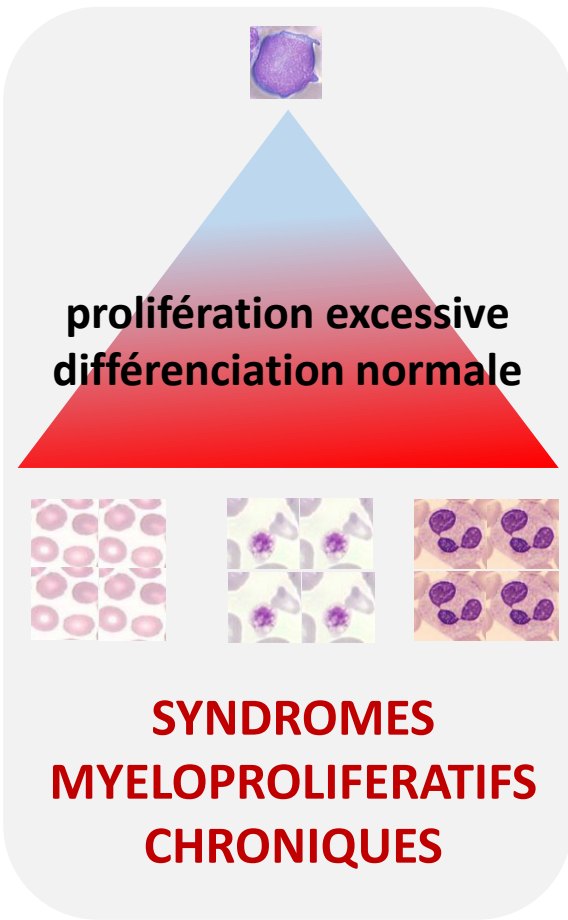 prolifération excessive
différenciation normale
SYNDROMES
MYELOPROLIFERATIFS
CHRONIQUES